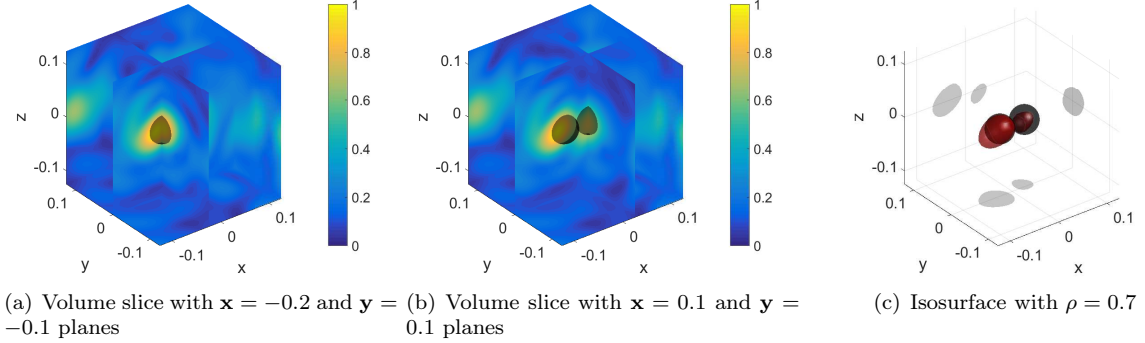 1
0.8
0.6
0.4
0.2
0
0.1
0
-0.1
z
0.1
0
-0.1
y
-0.1
0
0.1
x
1
0.8
0.6
0.4
0.2
0
0.1
0
-0.1
z
0.1
0
-0.1
y
-0.1
0
0.1
x
0.1
0
-0.1
z
0.1
0
-0.1
y
-0.1
0
0.1
x
(a) Volume slice with x = −0.2 and y =
−0.1 planes
(b) Volume slice with x = 0.1 and y =
0.1 planes
(c) Isosurface with ρ = 0.7